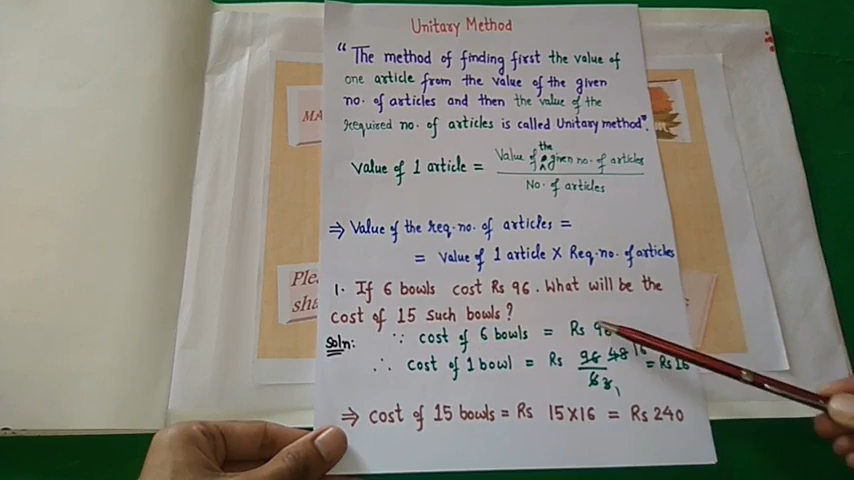 Unitary Method
"The method of finding first the value of
one article from the value of the given
no. of articles and then the value of the
required no. of articles is called Unitary method".
Value of 1 article = Value of the given no. of articles
No. of articles
⇒ Value of the req. no. of articles =
= Value of 1 article X Req. no. of articles
1. If 6 bowls cost Rs 96. What will be the
cost of 15 such bowls?
Soln: ∵ cost of 6 bowls = Rs 96
∴ cost of 1 bowl = Rs 96 48 16 = Rs 16
6 3 1
⇒ cost of 15 bowls = Rs 15X16 = Rs 240
MA
Ple
sha